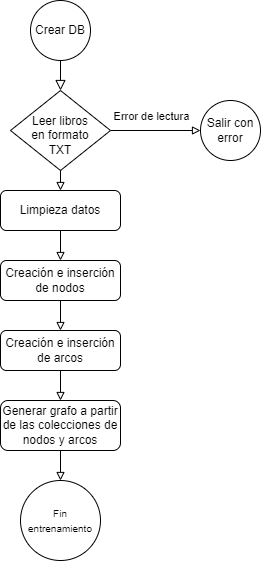 Crear DB
Leer libros
en formato
TXT
Error de lectura
Salir con
error
Limpieza datos
Creación e inserción
de nodos
Creación e inserción
de arcos
Generar grafo a partir
de las colecciones de
nodos y arcos
Fin
entrenamiento